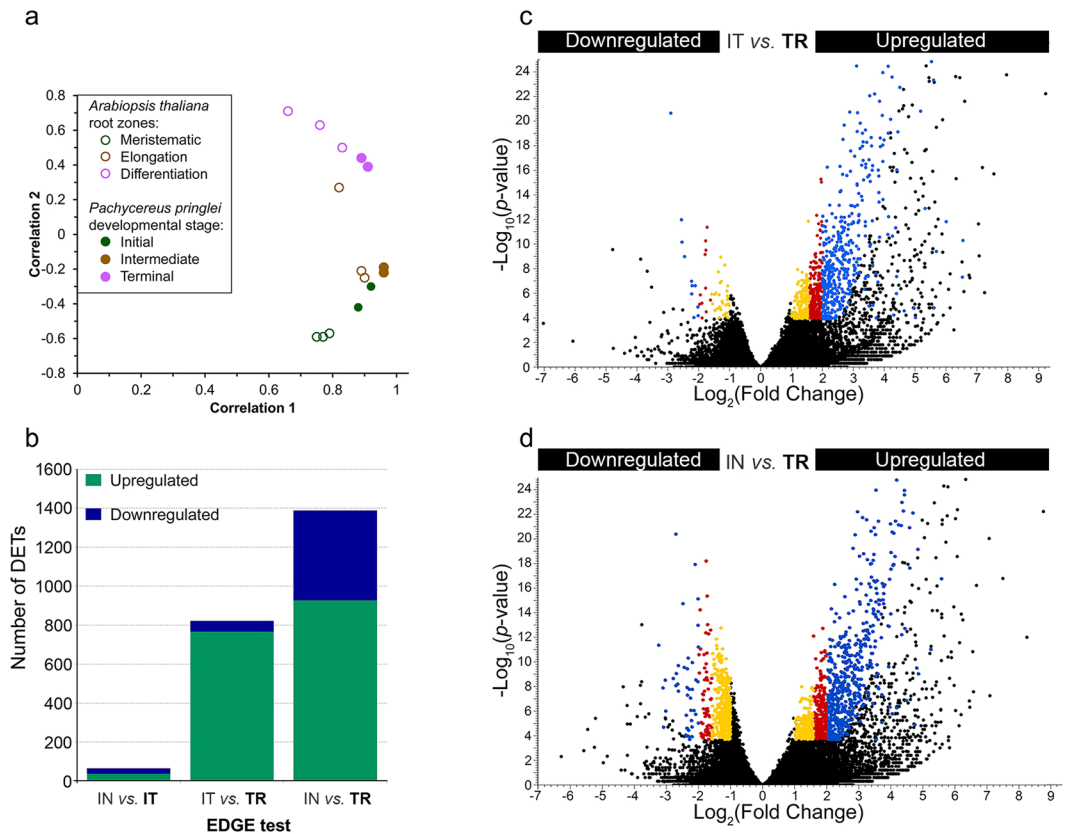 a
0.8
0.6
0.4
0.2
0
-0.2
-0.4
-0.6
-0.8
0 0.2 0.4 0.6 0.8 1
Correlation 2
Correlation 1
Arabiopsis thaliana
root zones:
Meristematic
Elongation
Differentiation
Pachycereus pringlei
developmental stage:
Initial
Intermediate
Terminal
b
1600
1400
1200
1000
800
600
400
200
0
Number of DETs
Upregulated
Downregulated
IN vs. IT IT vs. TR IN vs. TR
EDGE test
c
Downregulated IT vs. TR Upregulated
24
22
20
18
16
14
12
10
8
6
4
2
0
-Log10(p-value)
-7 -6 -5 -4 -3 -2 -1 0 1 2 3 4 5 6 7 8 9
Log2(Fold Change)
d
Downregulated IN vs. TR Upregulated
24
22
20
18
16
14
12
10
8
6
4
2
0
-Log10(p-value)
-7 -6 -5 -4 -3 -2 -1 0 1 2 3 4 5 6 7 8 9
Log2(Fold Change)